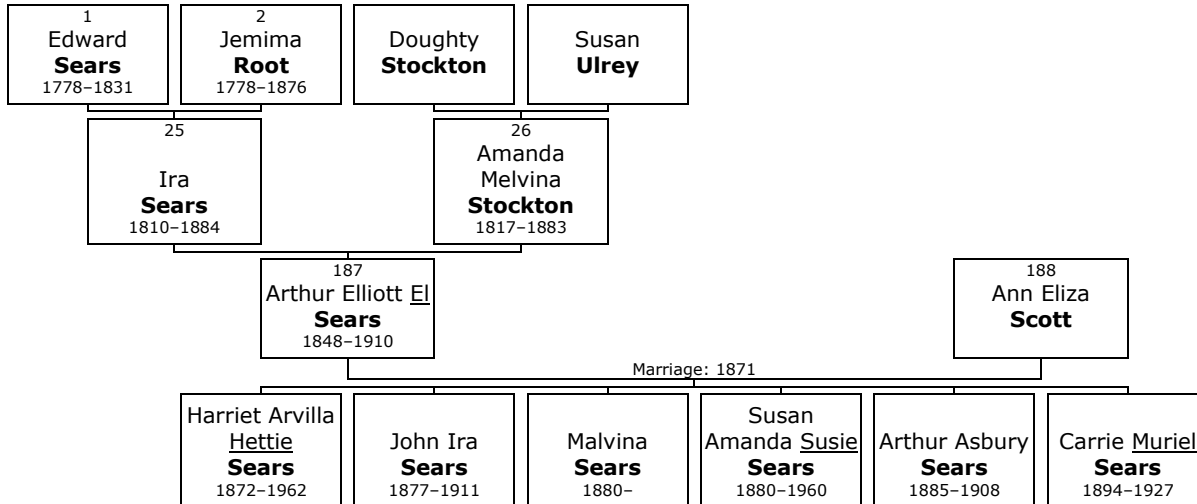 1
Edward
Sears
1778–1831
2
Jemima
Root
1778–1876
Doughty
Stockton
Susan
Ulrey
25
Ira
Sears
1810–1884
26
Amanda
Melvina
Stockton
1817–1883
187
Arthur Elliott El
Sears
1848–1910
188
Ann Eliza
Scott
Marriage: 1871
Harriet Arvilla
Hettie
Sears
1872–1962
John Ira
Sears
1877–1911
Malvina
Sears
1880–
Susan
Amanda Susie
Sears
1880–1960
Arthur Asbury
Sears
1885–1908
Carrie Muriel
Sears
1894–1927